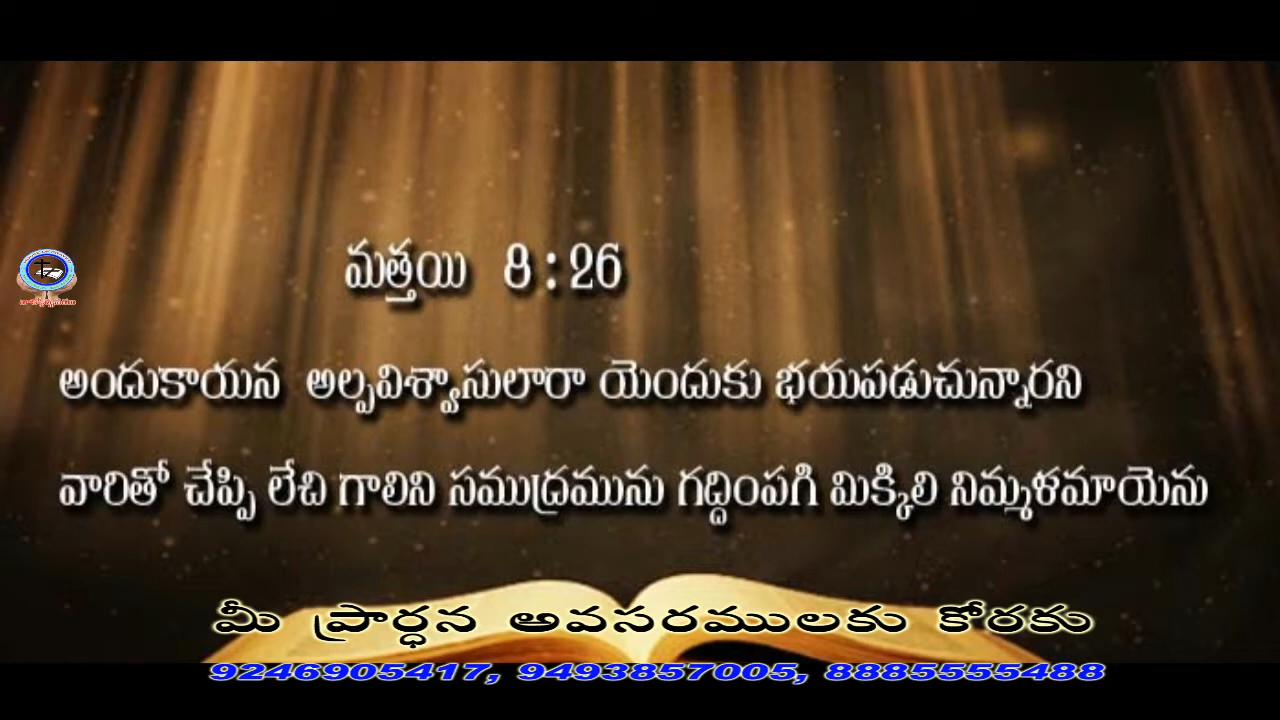 మత్తయి 8 : 26
అందుకాయన అల్పవిశ్వాసులారా యెందుకు భయపడుచున్నారని
వారితో చేప్పి లేచి గాలిని సముద్రమును గద్దింపగి మిక్కిలి నిమ్మళమాయెను
మీ ప్రార్ధన అవసరములకు కోరకు
9246905417, 9493857005, 8885555488